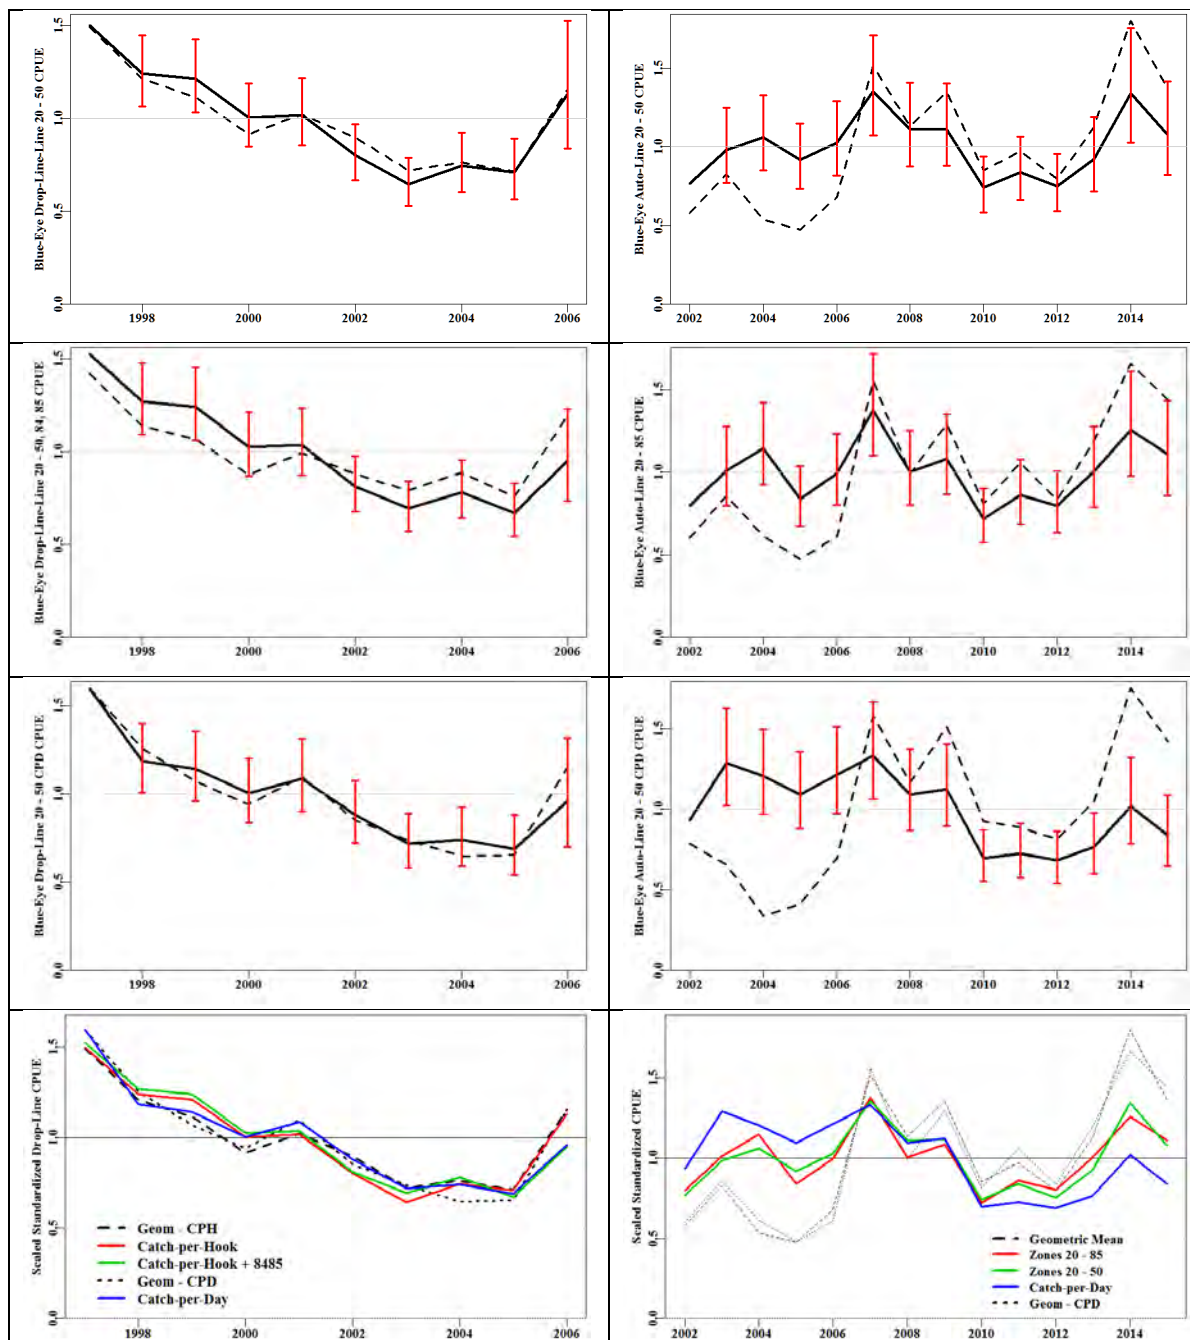 Blue-Eye Drop-Line-Line 20 - 50 CPUE
1.5
1.0
0.5
0.0
1998 2000 2002 2004 2006
Blue-Eye Auto-Line 20 - 50 CPUE
1.5
1.0
0.5
0.0
2002 2004 2006 2008 2010 2012 2014
Blue-Eye Drop-Line-Line 20 - 50, 84, 85 CPUE
1.5
1.0
0.5
0.0
1998 2000 2002 2004 2006
Blue-Eye Auto-Line 20 - 85 CPUE
1.5
1.0
0.5
0.0
2002 2004 2006 2008 2010 2012 2014
Blue-Eye Drop-Line 20 - 50 CPD CPUE
1.5
1.0
0.5
0.0
1998 2000 2002 2004 2006
Blue-Eye Auto-Line 20 - 50 CPD CPUE
1.5
1.0
0.5
0.0
2002 2004 2006 2008 2010 2012 2014
Scaled Standardized Drop-Line CPUE
1.5
1.0
0.5
0.0
Geom - CPH
Catch-per-Hook
Catch-per-Hook + 8485
Geom - CPD
Catch-per-Day
1998 2000 2002 2004 2006
Scaled Standardized CPUE
1.5
1.0
0.5
0.0
Geometric Mean
Zones 20 - 85
Zones 20 - 50
Catch-per-Day
Geom - CPD
2002 2004 2006 2008 2010 2012 2014